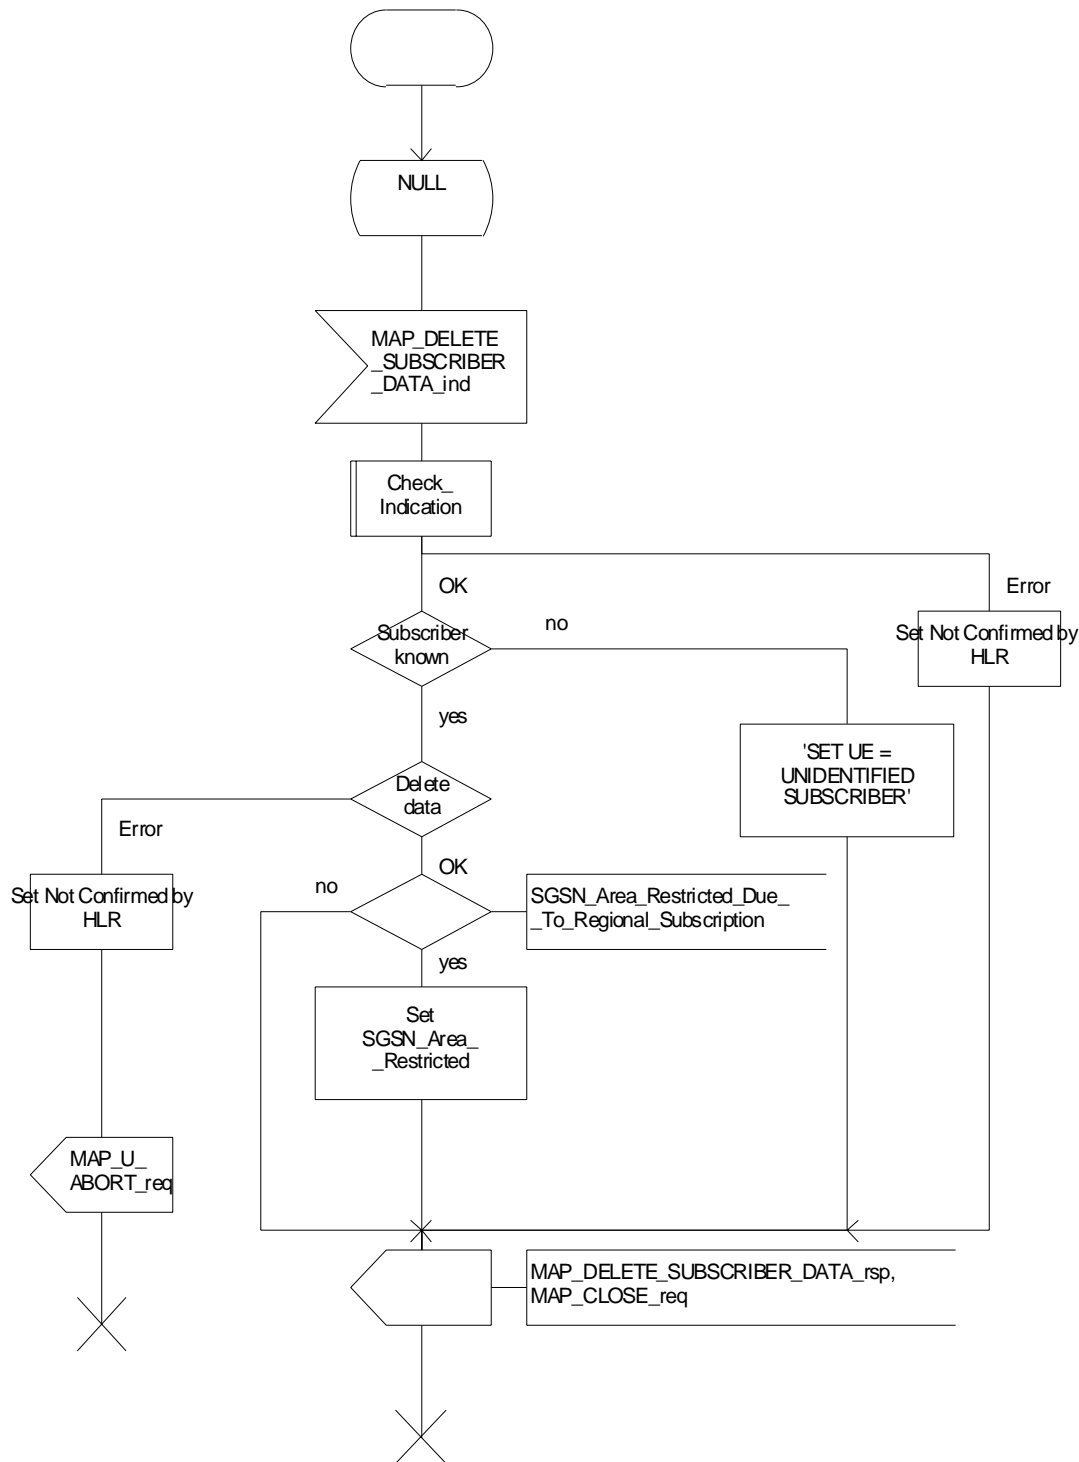 NULL
MAP_DELETE
_SUBSCRIBER
_DATA_ind
Check_
Indication
OK
Error
Subscriber
known
no
Set Not Confirmed by
HLR
yes
'SET UE =
UNIDENTIFIED
SUBSCRIBER'
Delete
data
Error
OK
Set Not Confirmed by
HLR
no
SGSN_Area_Restricted_Due_
_To_Regional_Subscription
yes
Set
SGSN_Area_
_Restricted
MAP_U_
ABORT_req
MAP_DELETE_SUBSCRIBER_DATA_rsp,
MAP_CLOSE_req